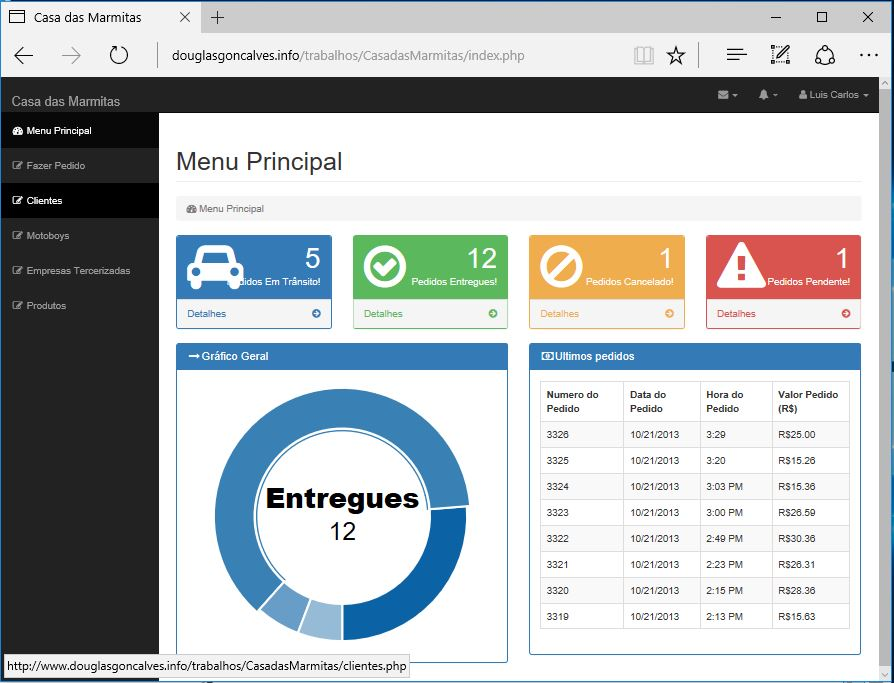 Casa das Marmitas
douglasgoncalves.info/trabalhos/CasadasMarmitas/index.php
Casa das Marmitas
Luis Carlos
Menu Principal
Fazer Pedido
Clientes
Motoboys
Empresas Tercerizadas
Produtos
Menu Principal
Menu Principal
5
didos Em Trânsito!
Detalhes
12
Pedidos Entregues!
Detalhes
1
Pedidos Cancelado!
Detalhes
1
Pedidos Pendente!
Detalhes
Gráfico Geral
Entregues
12
Ultimos pedidos
Numero do Pedido Data do Pedido Hora do Pedido Valor Pedido (R$)
3326 10/21/2013 3:29 R$25.00
3325 10/21/2013 3:20 R$15.26
3324 10/21/2013 3:03 PM R$15.36
3323 10/21/2013 3:00 PM R$26.59
3322 10/21/2013 2:49 PM R$30.36
3321 10/21/2013 2:23 PM R$26.31
3320 10/21/2013 2:15 PM R$28.36
3319 10/21/2013 2:13 PM R$15.63
http://www.douglasgoncalves.info/trabalhos/CasadasMarmitas/clientes.php